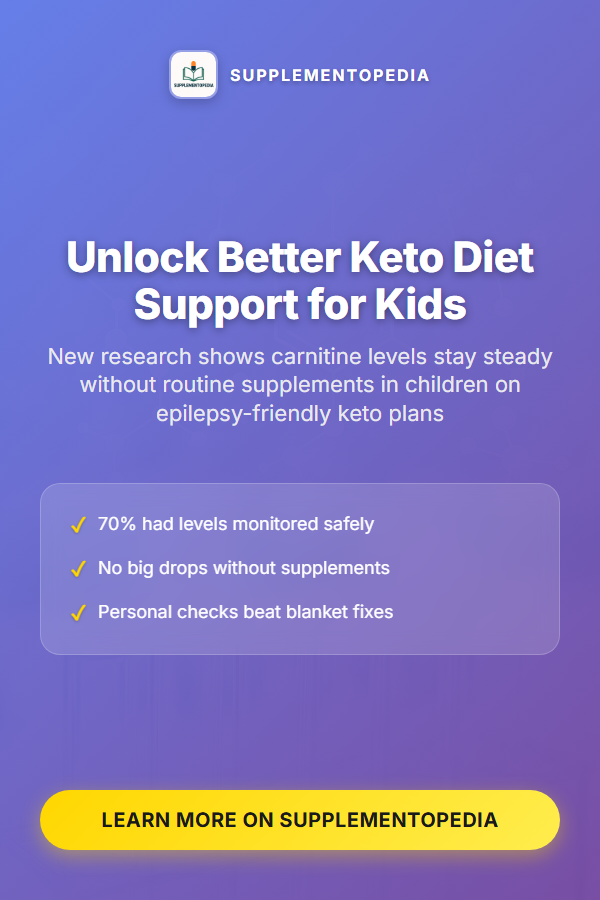 SUPPLEMENTOPEDIA
SUPPLEMENTOPEDIA
Unlock Better Keto Diet
Support for Kids
New research shows carnitine levels stay steady
without routine supplements in children on
epilepsy-friendly keto plans
✓ 70% had levels monitored safely
✓ No big drops without supplements
✓ Personal checks beat blanket fixes
LEARN MORE ON SUPPLEMENTOPEDIA